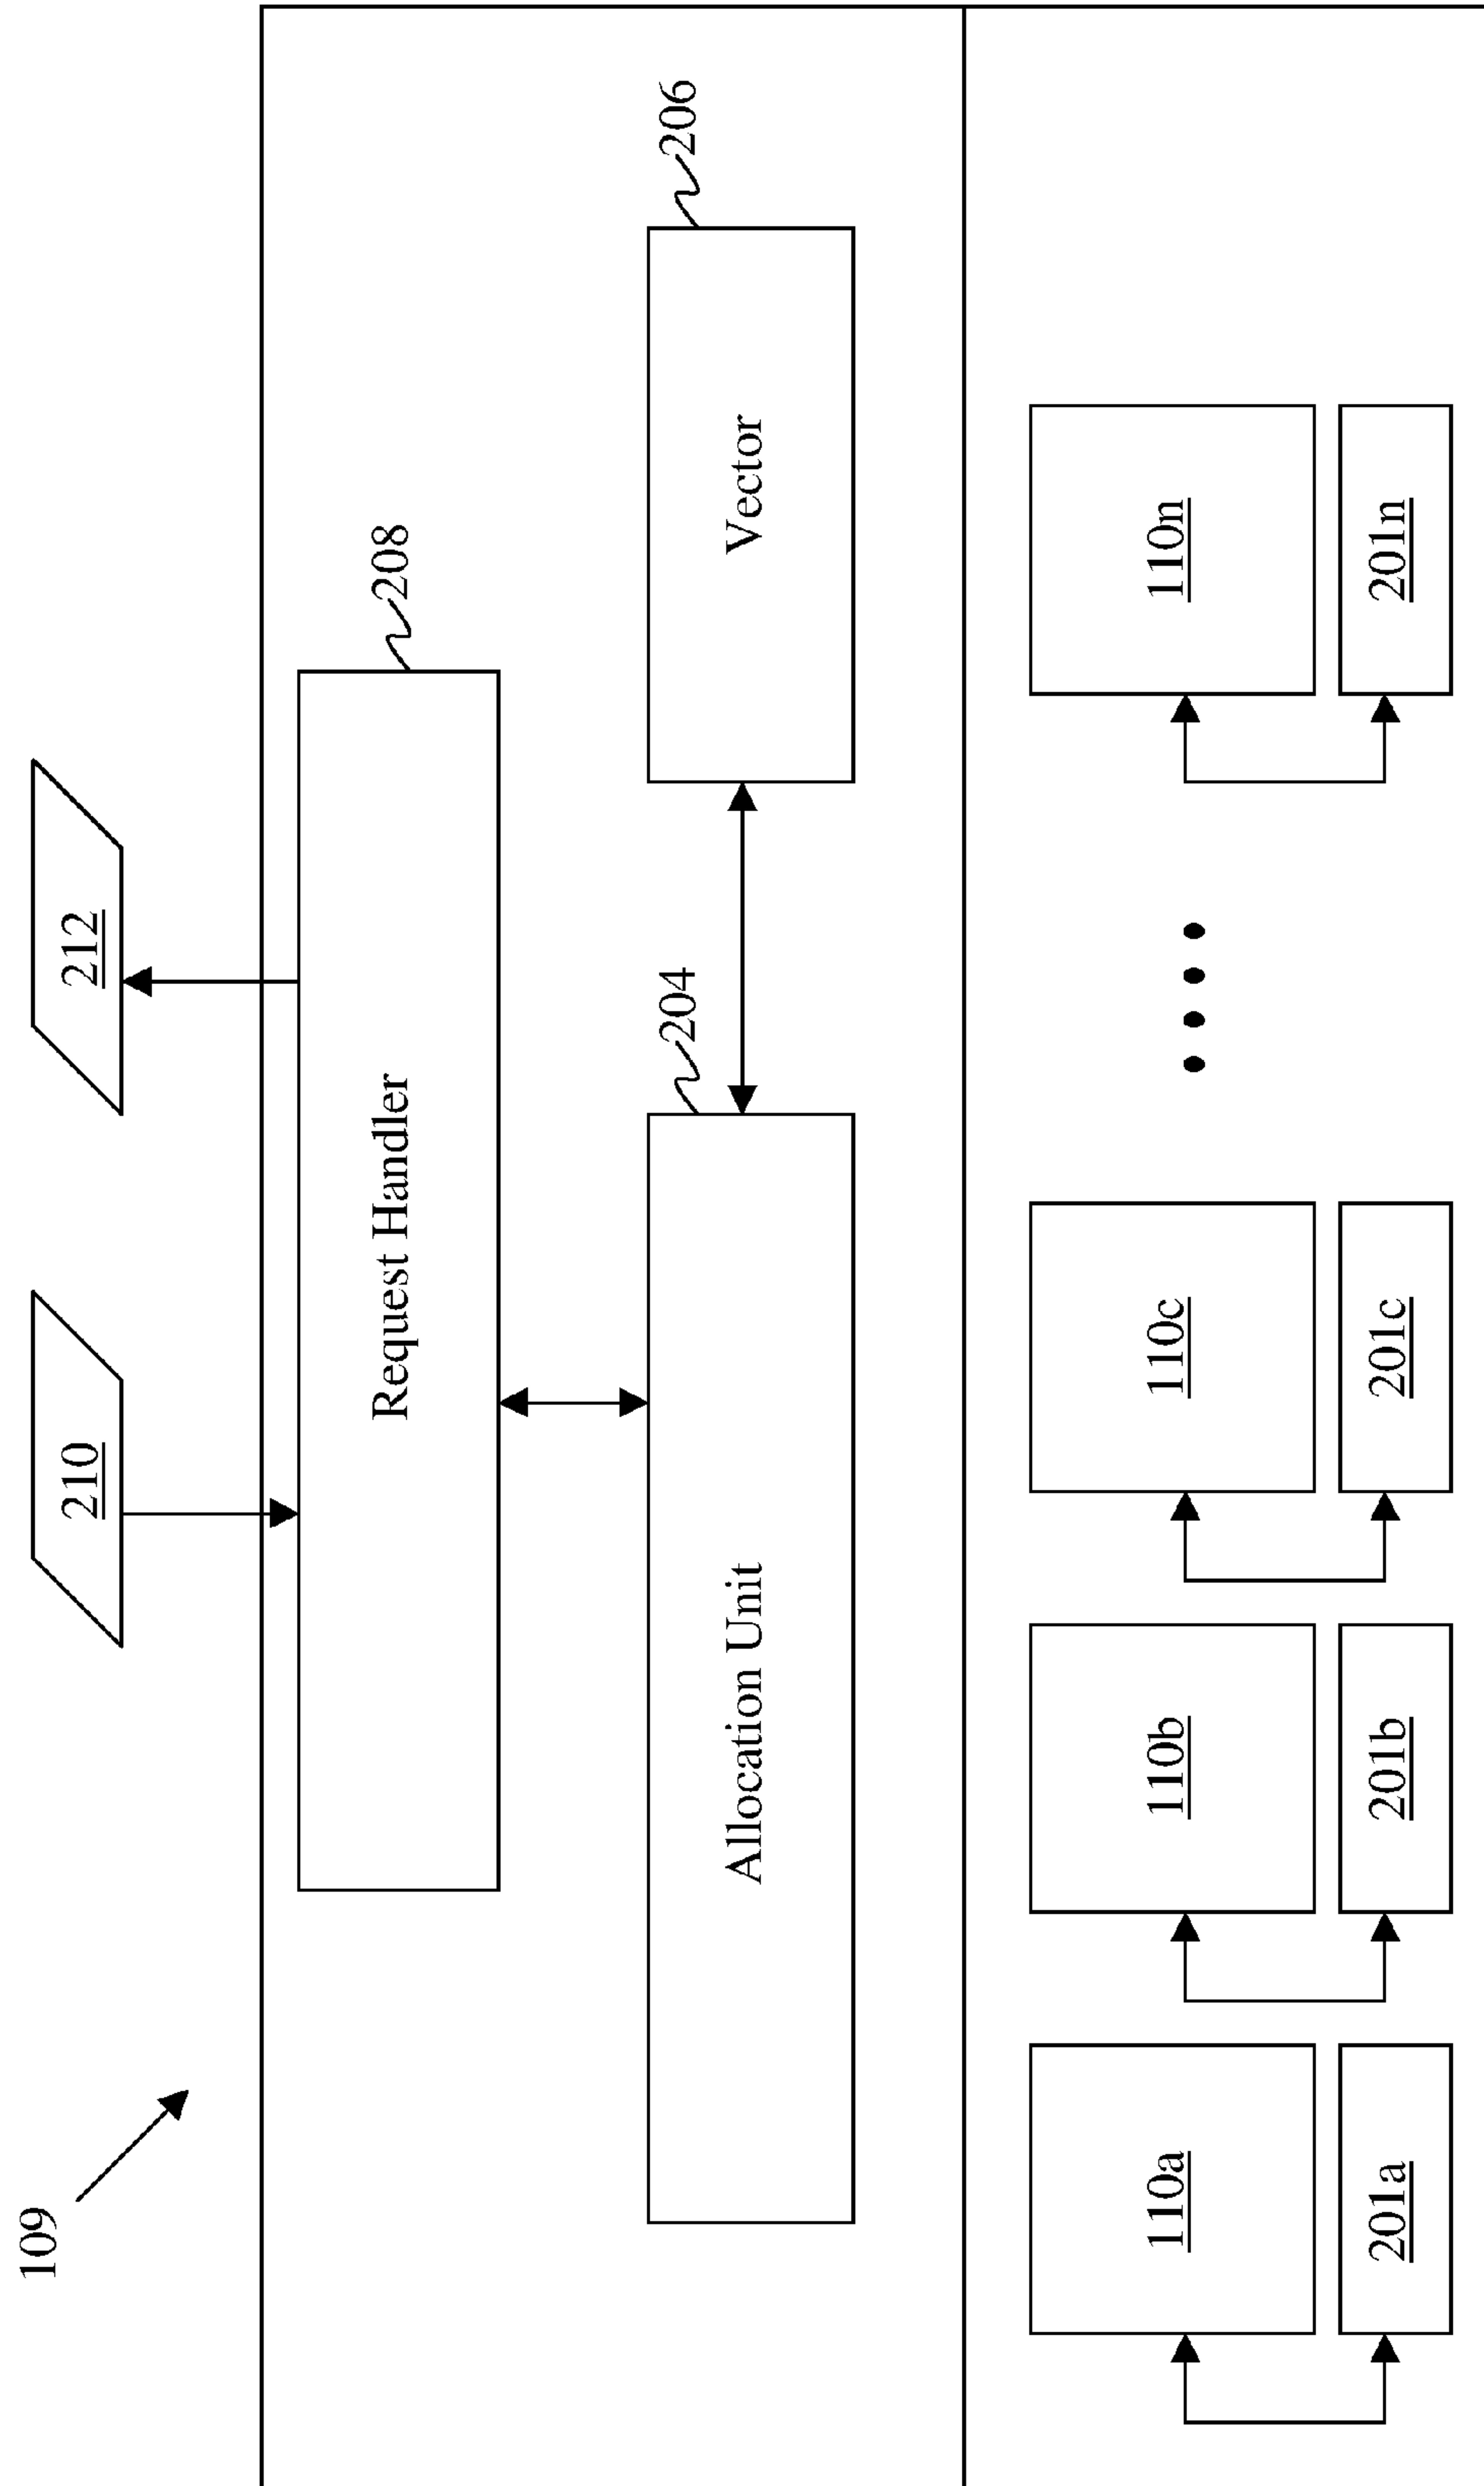 109
210
212
208
Request Handler
204
206
Allocation Unit
Vector
110a
110b
110c
110n
201a
201b
201c
201n